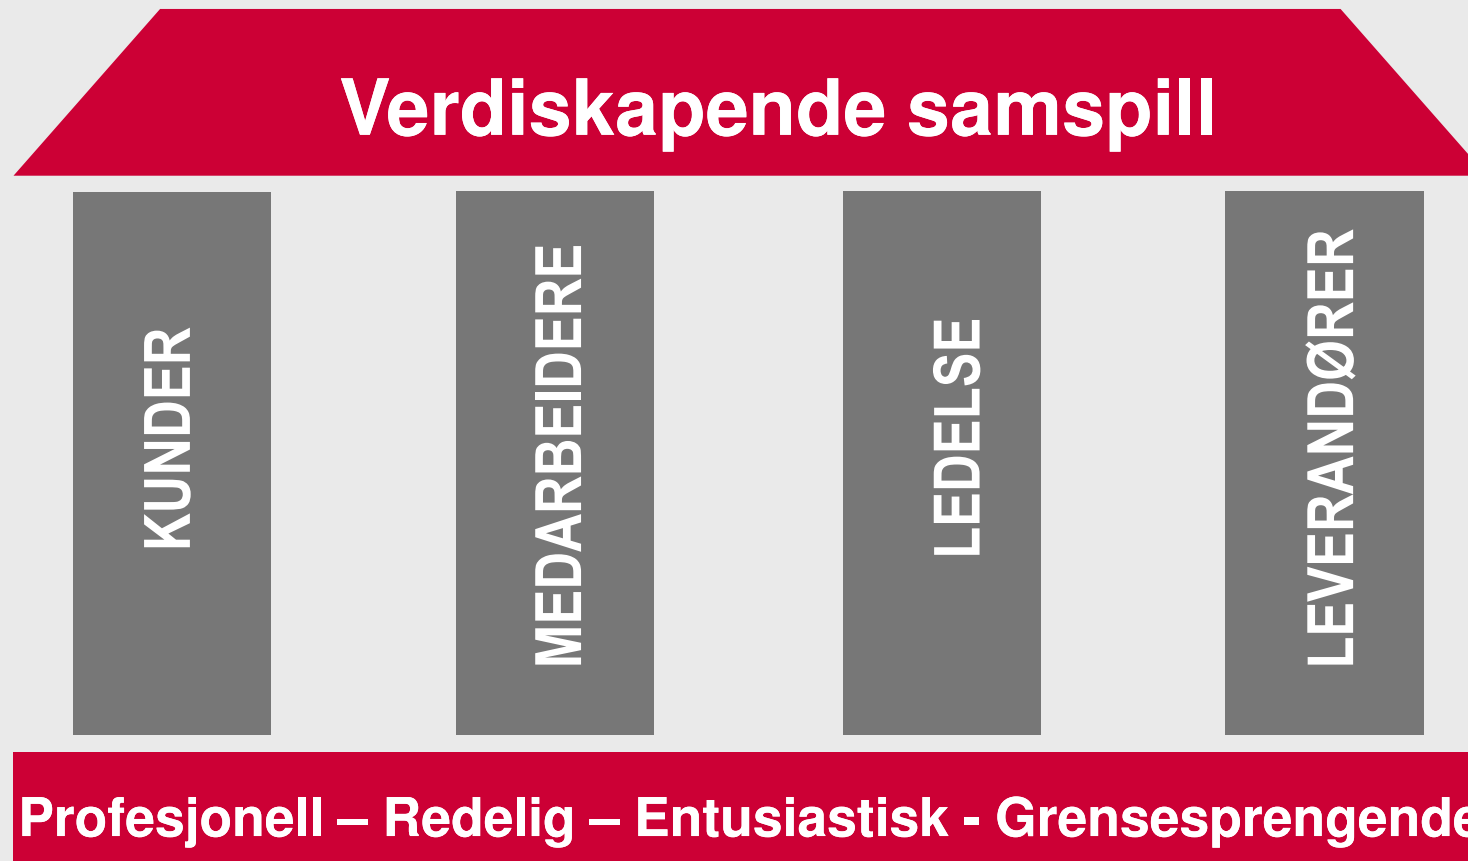 Verdiskapende samspill
KUNDER
MEDARBEIDERE
LEDELSE
LEVERANDØRER
Profesjonell – Redelig – Entusiastisk - Grensesprengende